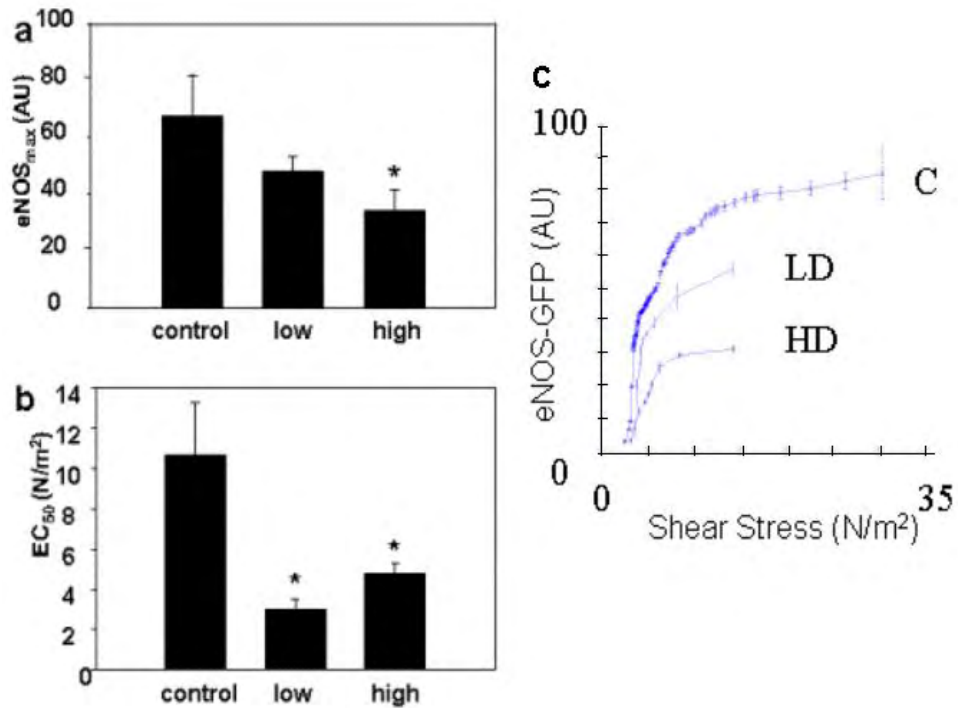 a
eNOSmax (AU)
100
80
60
40
20
0
*
control low high
b
EC50 (N/m²)
14
12
10
8
6
4
2
0
* *
control low high
c
eNOS-GFP (AU)
100
0
C
LD
HD
0 35
Shear Stress (N/m²)